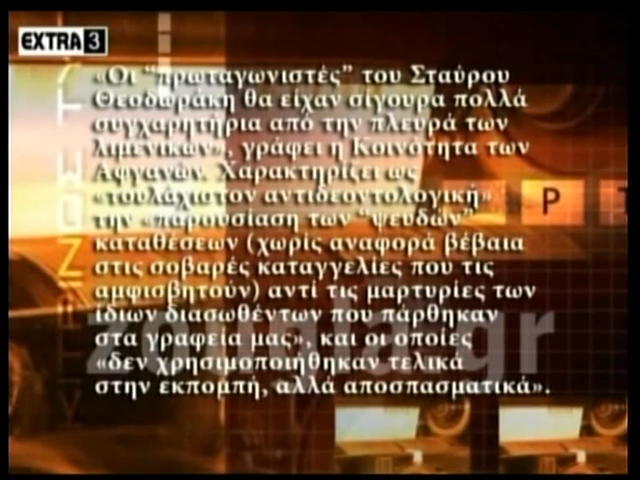 EXTRA 3
«Οι “πρωταγωνιστές” του Σταύρου
Θεοδωράκη θα είχαν σίγουρα πολλά
συγχαρητήρια από την πλευρά των
λιμενικών», γράφει η Κοινότητα των
Αφγανών. Χαρακτηρίζει ως
«τουλάχιστον αντιδεοντολογική»
την «παρουσίαση των “ψευδών”
καταθέσεων (χωρίς αναφορά βέβαια
στις σοβαρές καταγγελίες που τις
αμφισβητούν) αντί τις μαρτυρίες των
ίδιων διασωθέντων που πάρθηκαν
στα γραφεία μας», και οι οποίες
«δεν χρησιμοποιήθηκαν τελικά
στην εκπομπή, αλλά αποσπασματικά».
zougla.gr
Ρ